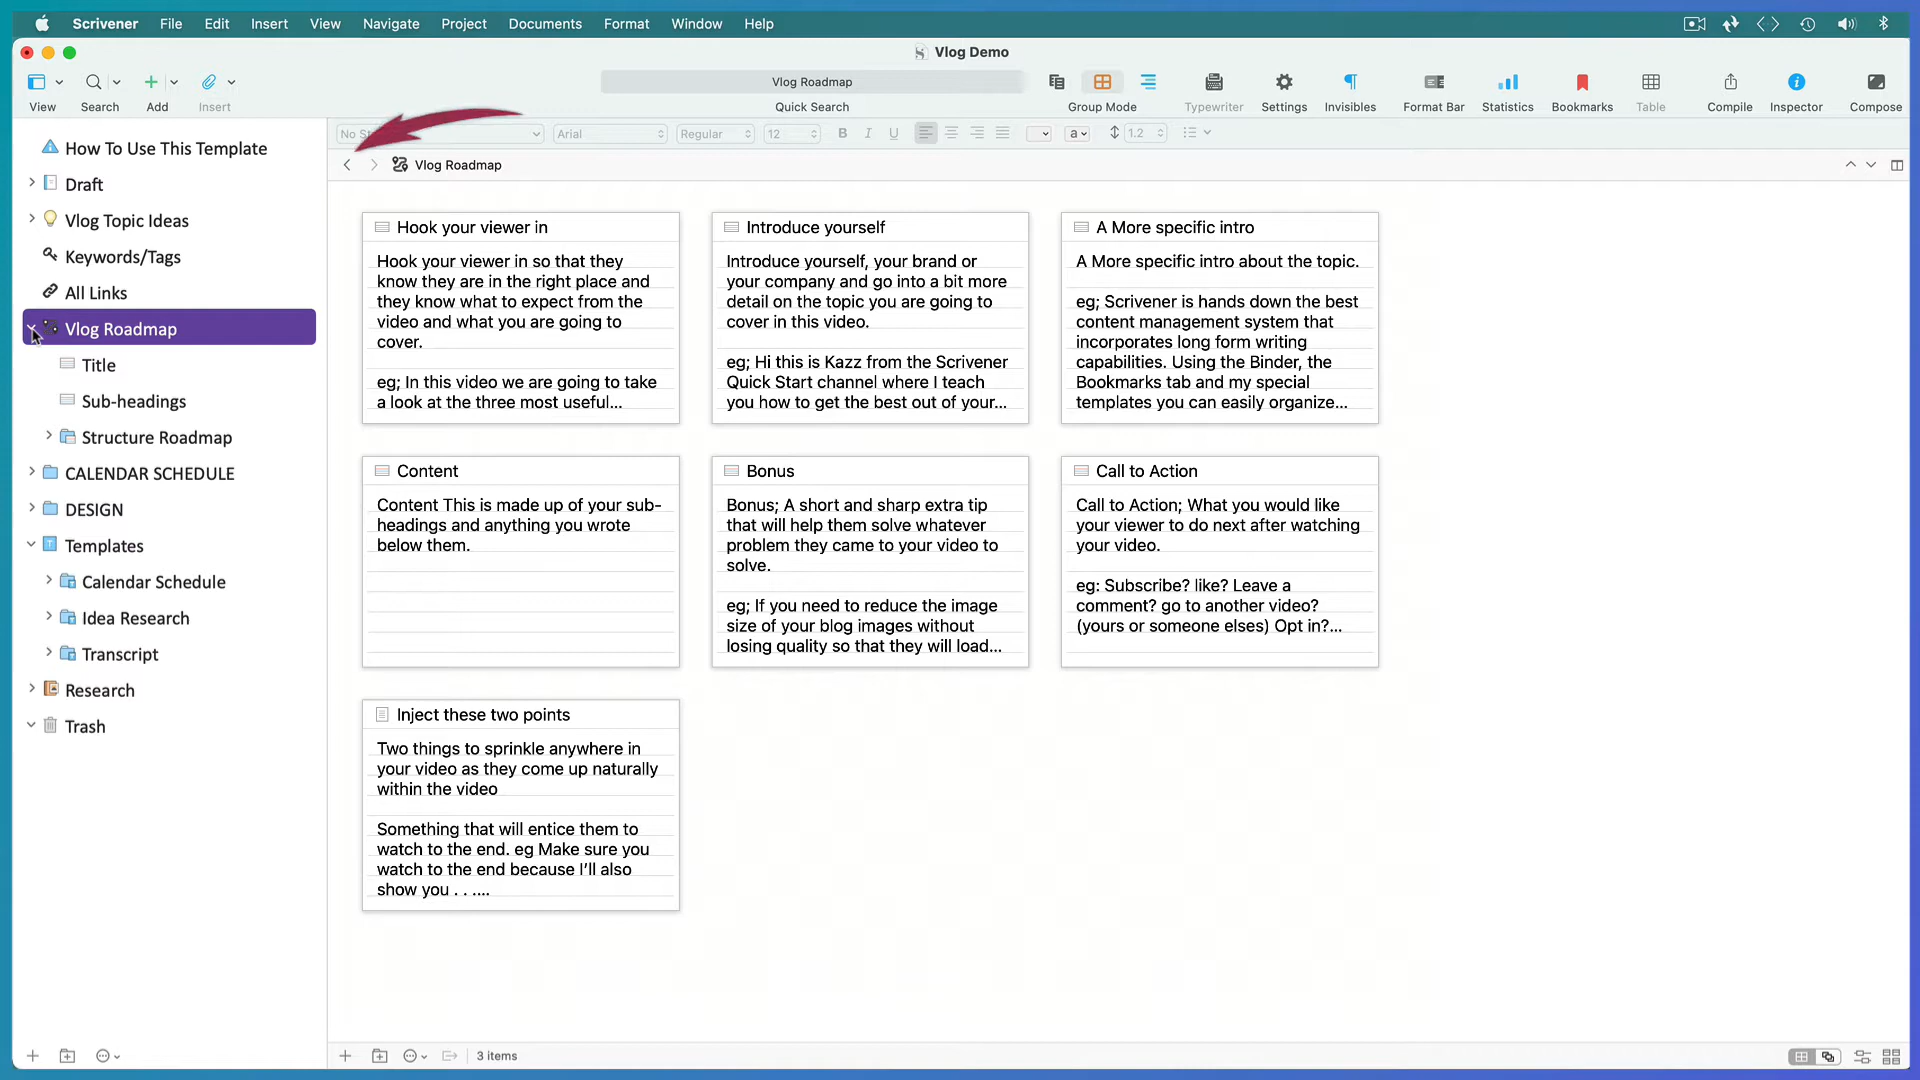 Scrivener File Edit Insert View Navigate Project Documents Format Window Help
Vlog Demo
Vlog Roadmap
View Search Add Insert Quick Search Group Mode Typewriter Settings Invisibles Format Bar Statistics Bookmarks Table Compile Inspector Compose
No Arial Regular 12 B I U a 1.2
Vlog Roadmap
How To Use This Template
Draft
Vlog Topic Ideas
Keywords/Tags
All Links
Vlog Roadmap
Title
Sub-headings
Structure Roadmap
CALENDAR SCHEDULE
DESIGN
Templates
Calendar Schedule
Idea Research
Transcript
Research
Trash
Hook your viewer in
Hook your viewer in so that they
know they are in the right place and
they know what to expect from the
video and what you are going to
cover.
eg; In this video we are going to take
a look at the three most useful...
Introduce yourself
Introduce yourself, your brand or
your company and go into a bit more
detail on the topic you are going to
cover in this video.
eg; Hi this is Kazz from the Scrivener
Quick Start channel where I teach
you how to get the best out of your...
A More specific intro
A More specific intro about the topic.
eg; Scrivener is hands down the best
content management system that
incorporates long form writing
capabilities. Using the Binder, the
Bookmarks tab and my special
templates you can easily organize...
Content
Content This is made up of your sub-
headings and anything you wrote
below them.
Bonus
Bonus; A short and sharp extra tip
that will help them solve whatever
problem they came to your video to
solve.
eg; If you need to reduce the image
size of your blog images without
losing quality so that they will load...
Call to Action
Call to Action; What you would like
your viewer to do next after watching
your video.
eg: Subscribe? like? Leave a
comment? go to another video?
(yours or someone elses) Opt in?...
Inject these two points
Two things to sprinkle anywhere in
your video as they come up naturally
within the video
Something that will entice them to
watch to the end. eg Make sure you
watch to the end because I'll also
show you . . ....
3 items